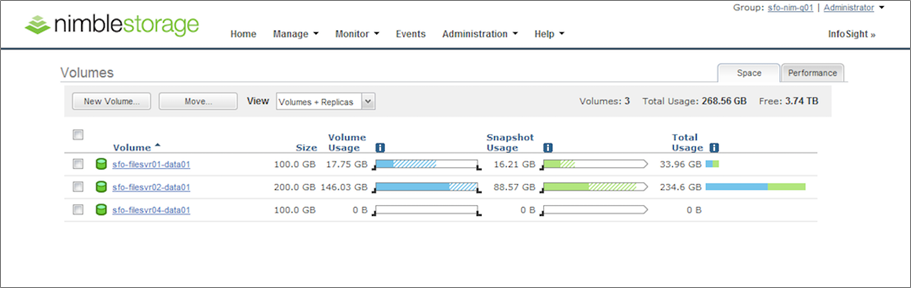 Group: sfo-nim-g01 | Administrator
nimblestorage
Home Manage Monitor Events Administration Help InfoSight »
Volumes
Space Performance
New Volume... Move... View Volumes + Replicas Volumes: 3 Total Usage: 268.56 GB Free: 3.74 TB
Volume Size Volume Usage Snapshot Usage Total Usage
sfo-filesvr01-data01 100.0 GB 17.75 GB 16.21 GB 33.96 GB
sfo-filesvr02-data01 200.0 GB 146.03 GB 88.57 GB 234.6 GB
sfo-filesvr04-data01 100.0 GB 0 B 0 B 0 B